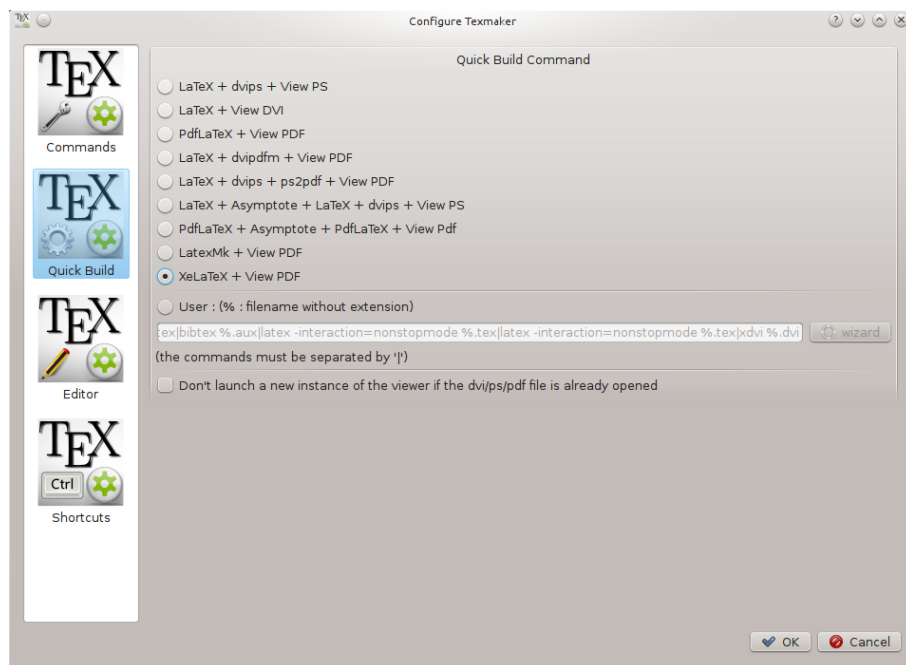 Configure Texmaker
TEX
Commands
TEX
Quick Build
TEX
Editor
TEX
Ctrl
Shortcuts
Quick Build Command
LaTeX + dvips + View PS
LaTeX + View DVI
PdfLaTeX + View PDF
LaTeX + dvipdfm + View PDF
LaTeX + dvips + ps2pdf + View PDF
LaTeX + Asymptote + LaTeX + dvips + View PS
PdfLaTeX + Asymptote + PdfLaTeX + View Pdf
LatexMk + View PDF
XeLaTeX + View PDF
User : (% : filename without extension)
tex|bibtex %.aux|latex -interaction=nonstopmode %.tex|latex -interaction=nonstopmode %.tex|xdvi %.dvi
wizard
(the commands must be separated by '|')
Don't launch a new instance of the viewer if the dvi/ps/pdf file is already opened
OK
Cancel